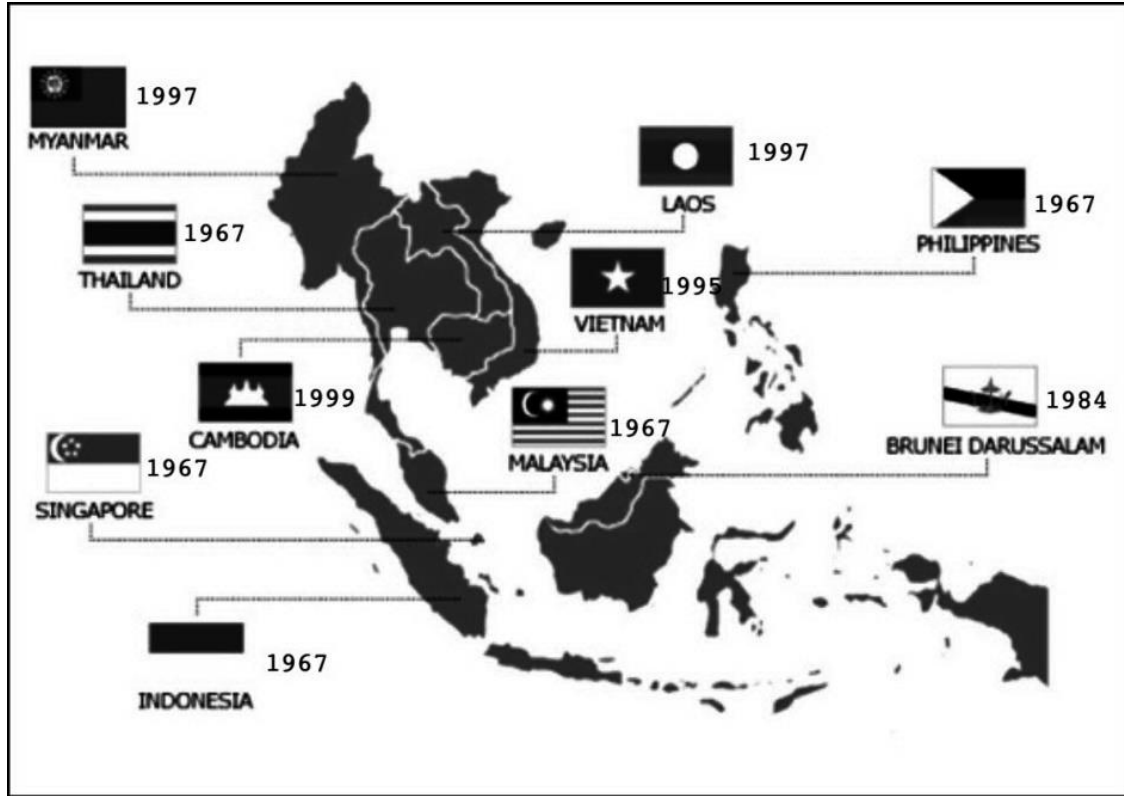 1997
MYANMAR
1997
LAOS
1967
PHILIPPINES
1967
THAILAND
1995
VIETNAM
1999
CAMBODIA
1967
MALAYSIA
1984
BRUNEI DARUSSALAM
1967
SINGAPORE
1967
INDONESIA